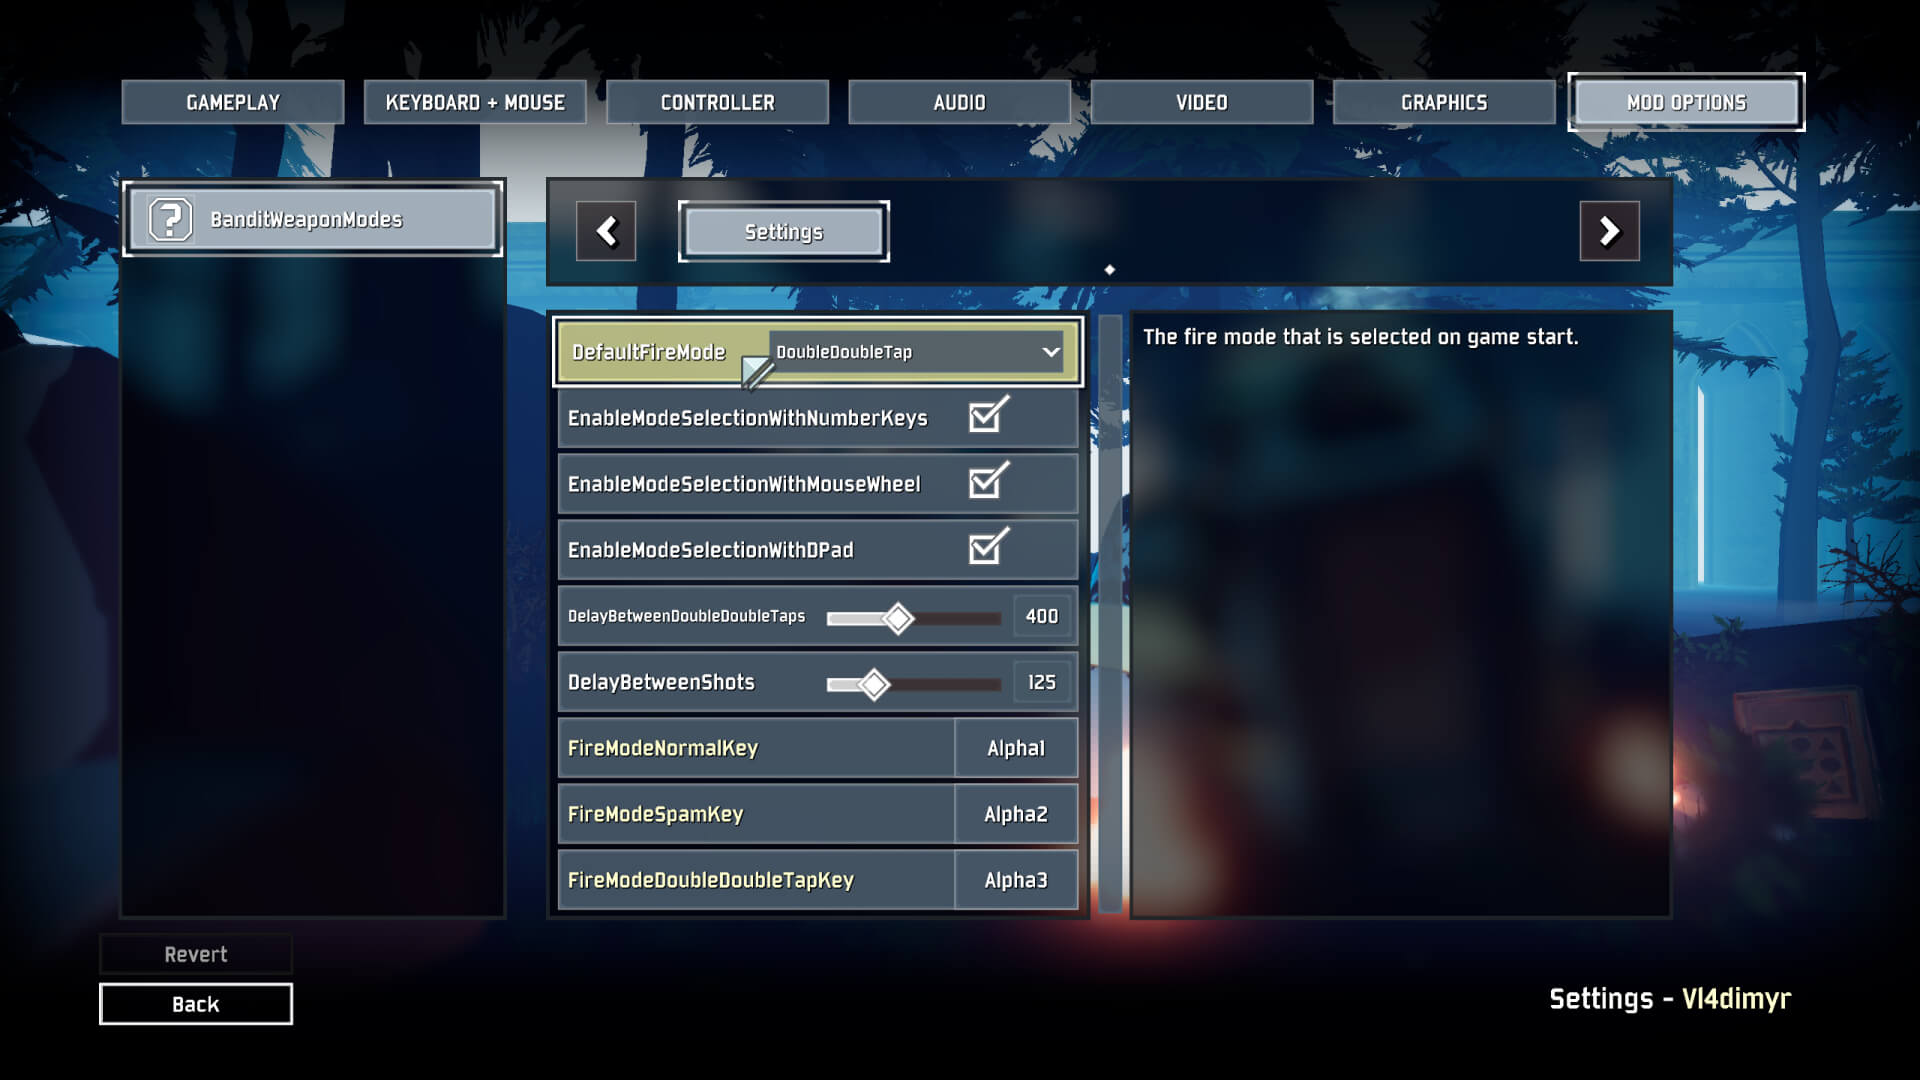 GAMEPLAY
KEYBOARD + MOUSE
CONTROLLER
AUDIO
VIDEO
GRAPHICS
MOD OPTIONS
?
BanditWeaponModes
Settings
DefaultFireMode
DoubleDoubleTap
EnableModeSelectionWithNumberKeys
EnableModeSelectionWithMouseWheel
EnableModeSelectionWithDPad
DelayBetweenDoubleDoubleTaps
400
DelayBetweenShots
125
FireModeNormalKey
Alpha1
FireModeSpamKey
Alpha2
FireModeDoubleDoubleTapKey
Alpha3
The fire mode that is selected on game start.
Revert
Back
Settings - Vl4dimyr